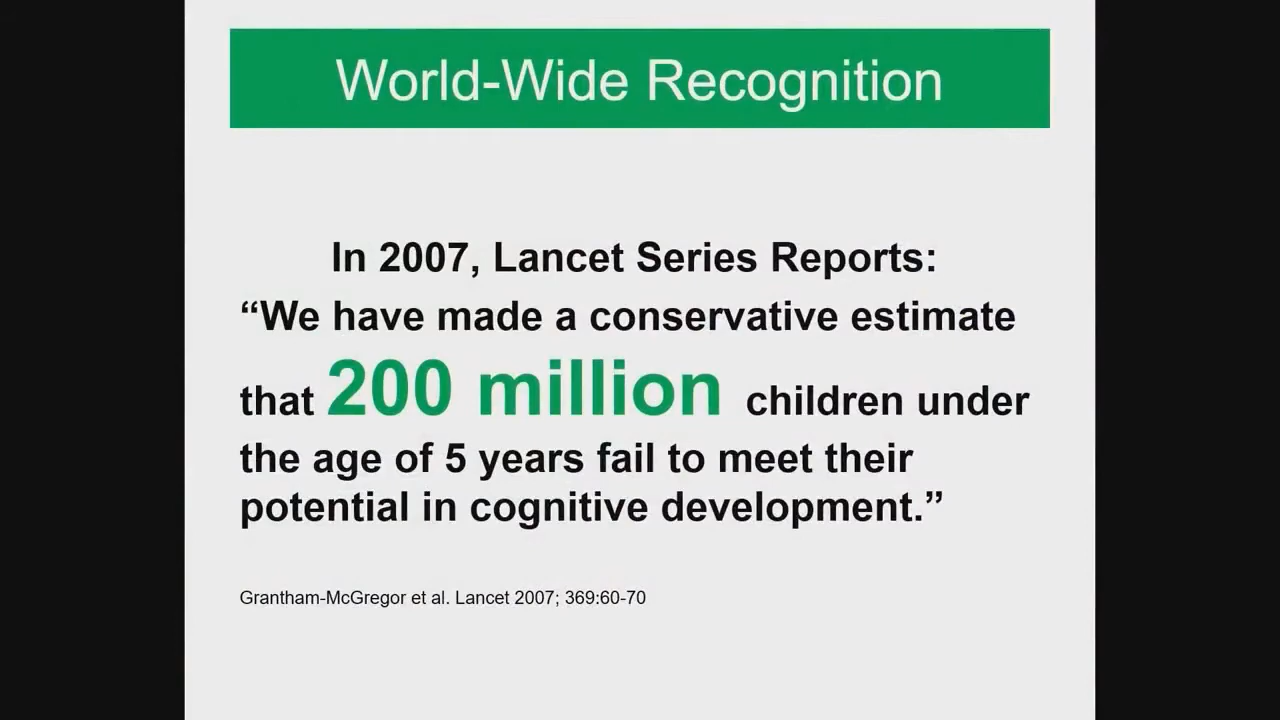 World-Wide Recognition
In 2007, Lancet Series Reports:
“We have made a conservative estimate
that 200 million children under
the age of 5 years fail to meet their
potential in cognitive development.”
Grantham-McGregor et al. Lancet 2007; 369:60-70